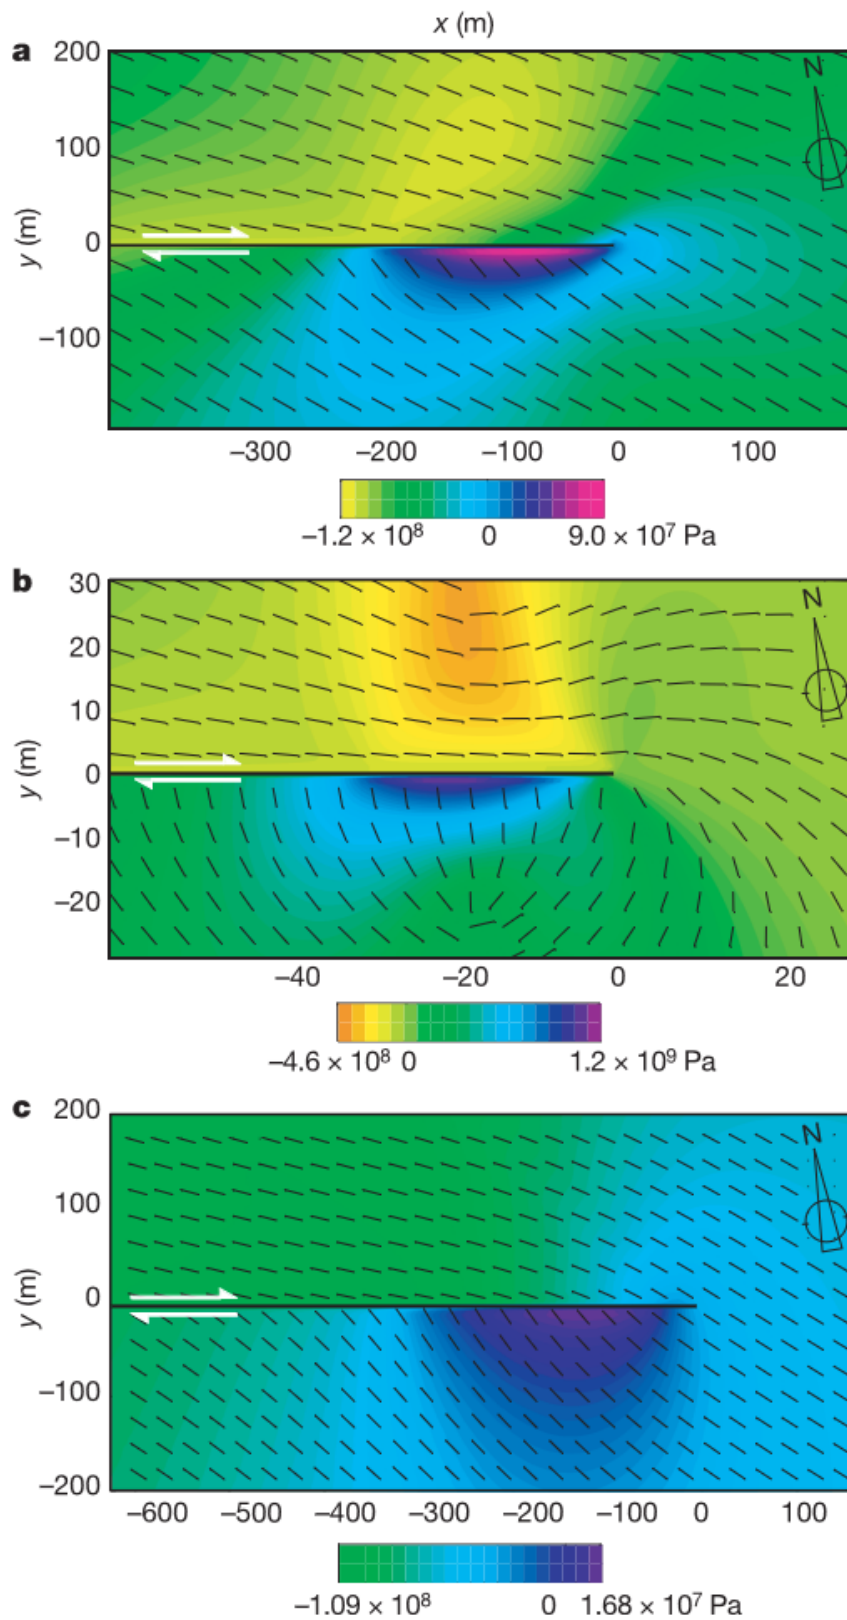 x (m)
a
200
100
0
−100
y (m)
N
−300 −200 −100 0 100
−1.2 × 10⁸ 0 9.0 × 10⁷ Pa
b
30
20
10
0
−10
−20
y (m)
N
−40 −20 0 20
−4.6 × 10⁸ 0 1.2 × 10⁹ Pa
c
200
100
0
−100
−200
y (m)
N
−600 −500 −400 −300 −200 −100 0 100
−1.09 × 10⁸ 0 1.68 × 10⁷ Pa